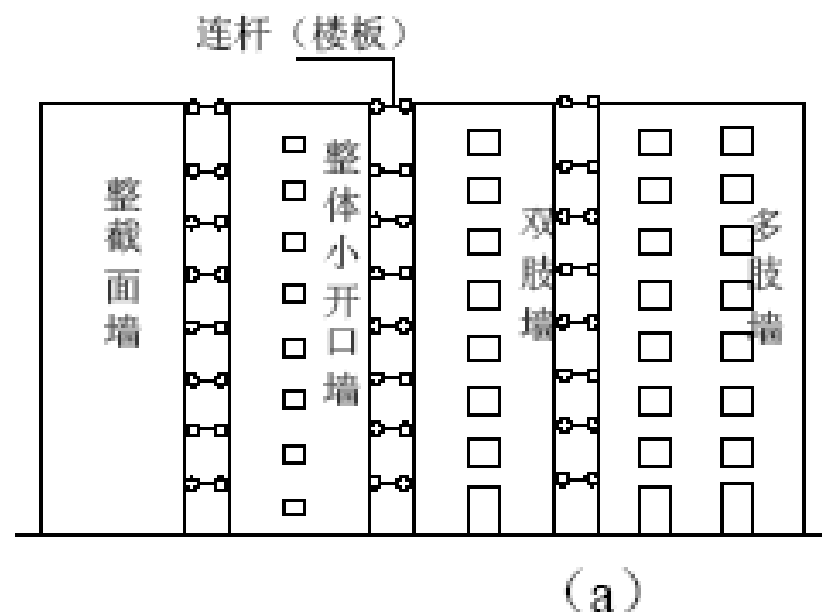 连杆（楼板）
整截面墙
整体小开口墙
双肢墙
多肢墙
（a）